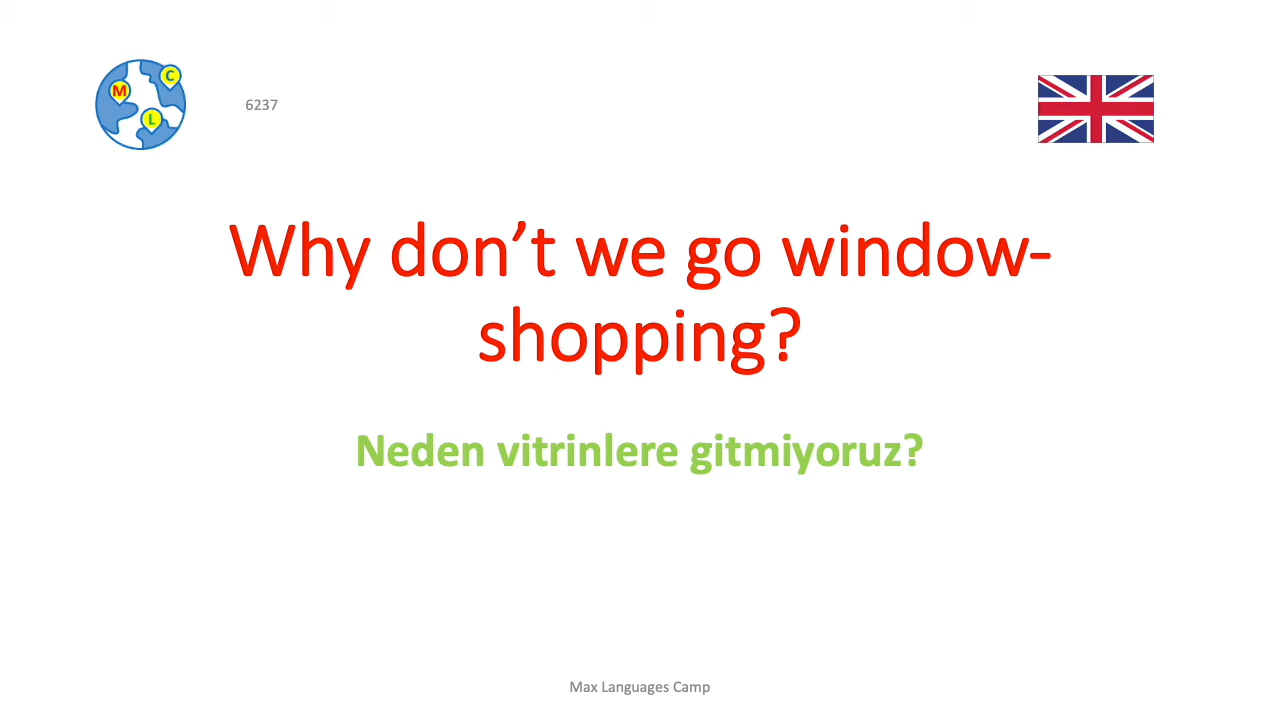 M
C
L
6237
Why don’t we go window-
shopping?
Neden vitrinlere gitmiyoruz?
Max Languages Camp